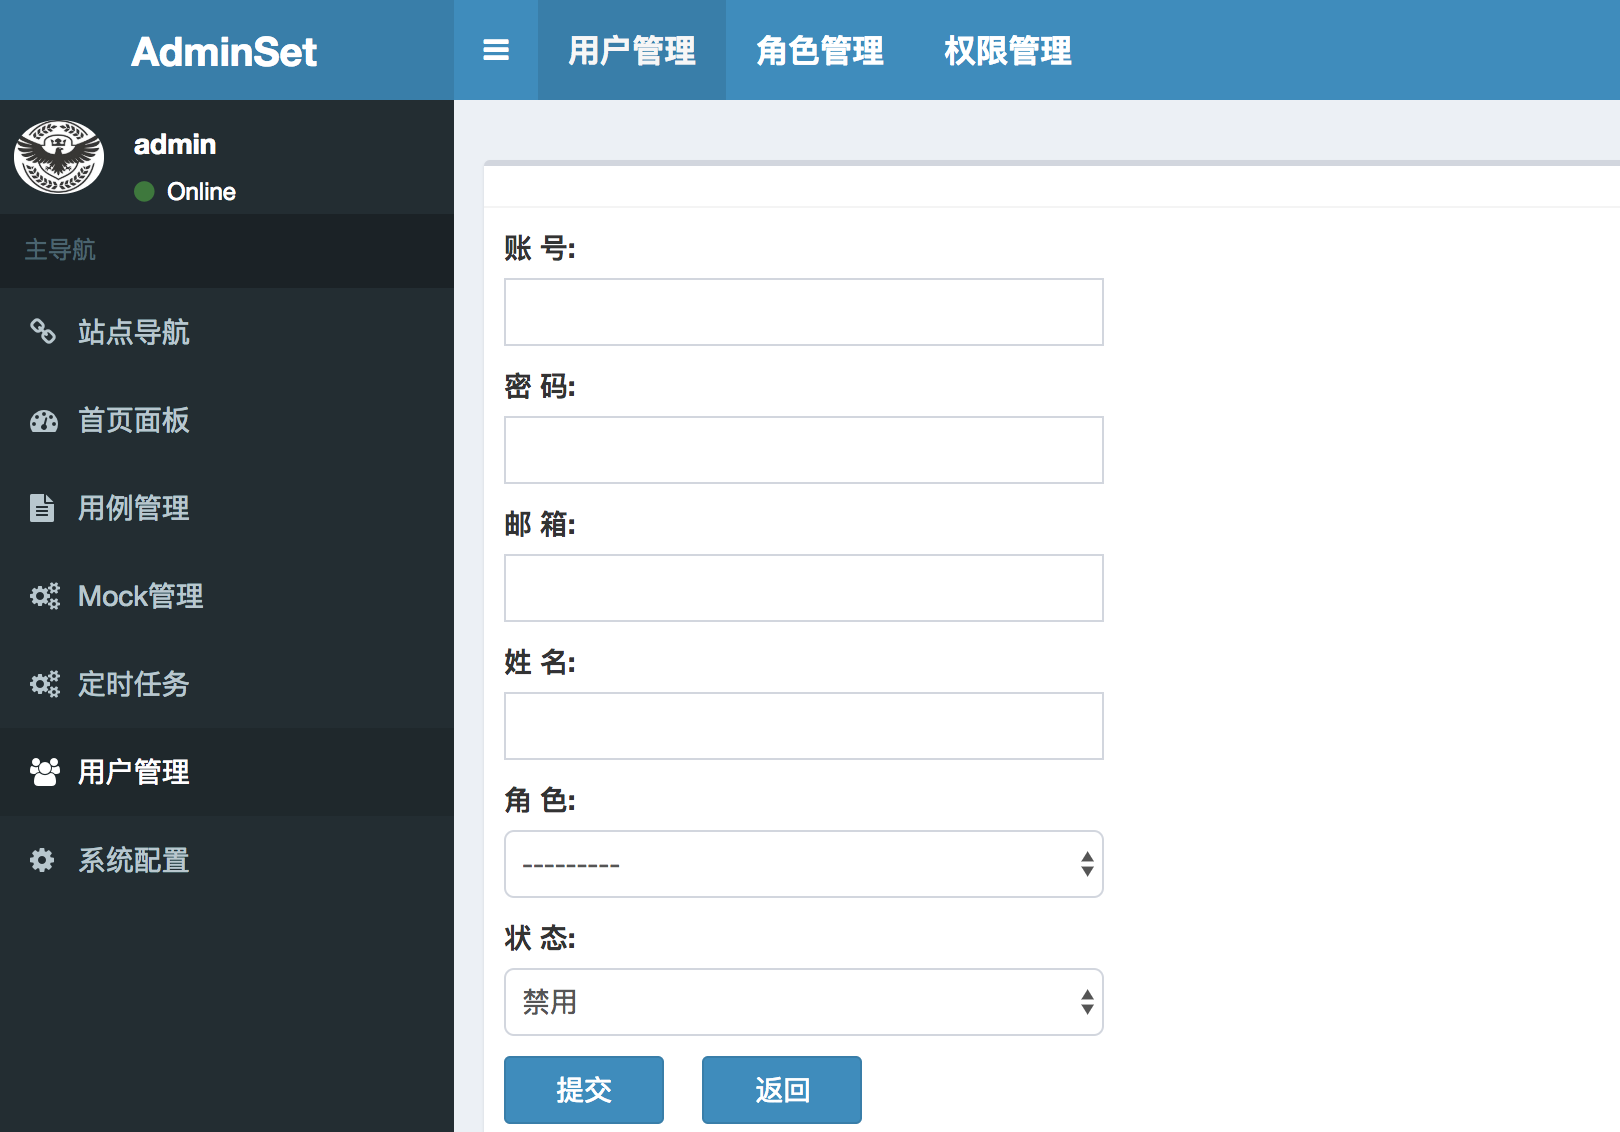 AdminSet
用户管理 角色管理 权限管理
admin
Online
主导航
站点导航
首页面板
用例管理
Mock管理
定时任务
用户管理
系统配置
账 号:
密 码:
邮 箱:
姓 名:
角 色:
---------
状 态:
禁用
提交 返回